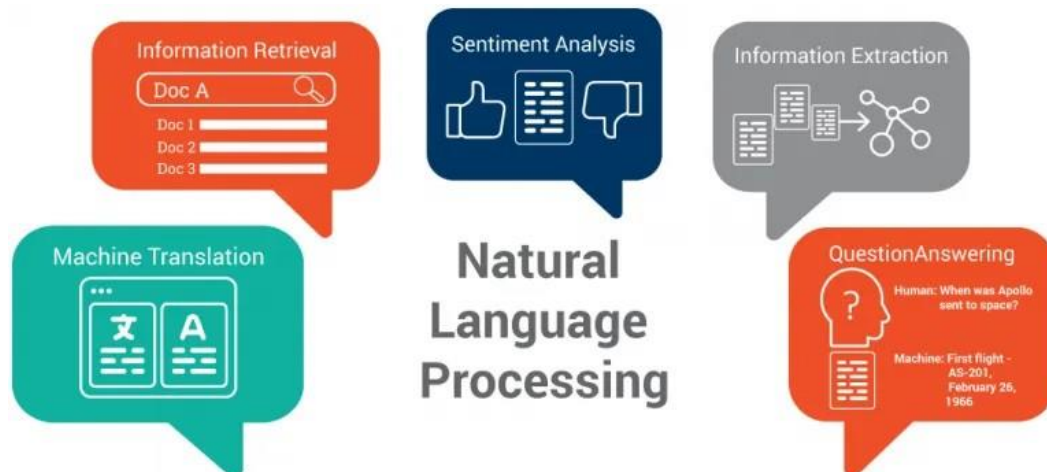 Information Retrieval
Doc A
Doc 1
Doc 2
Doc 3
Sentiment Analysis
Information Extraction
Machine Translation
文 A
Natural
Language
Processing
QuestionAnswering
?
Human: When was Apollo
sent to space?
Machine: First flight -
AS-201,
February 26,
1966